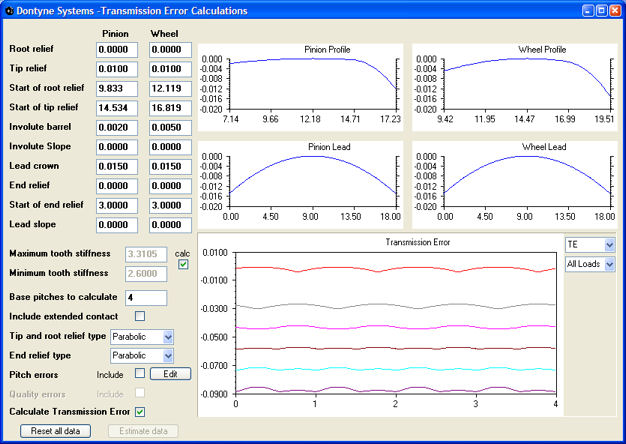 Dontyne Systems -Transmission Error Calculations
Pinion Wheel
Root relief 0.0000 0.0000
Tip relief 0.0100 0.0100
Start of root relief 9.833 12.119
Start of tip relief 14.534 16.819
Involute barrel 0.0020 0.0050
Involute Slope 0.0000 0.0000
Lead crown 0.0150 0.0150
End relief 0.0000 0.0000
Start of end relief 3.0000 3.0000
Lead slope 0.0000 0.0000
Maximum tooth stiffness 3.3105 calc
Minimum tooth stiffness 2.6000
Base pitches to calculate 4
Include extended contact
Tip and root relief type Parabolic
End relief type Parabolic
Pitch errors Include Edit
Quality errors Include
Calculate Transmission Error
Reset all data Estimate data
Pinion Profile
0.000
-0.004
-0.008
-0.012
-0.016
-0.020
7.14 9.66 12.18 14.71 17.23
Wheel Profile
0.000
-0.004
-0.008
-0.012
-0.016
-0.020
9.42 11.95 14.47 16.99 19.51
Pinion Lead
0.000
-0.004
-0.008
-0.012
-0.016
-0.020
0.00 4.50 9.00 13.50 18.00
Wheel Lead
0.000
-0.004
-0.008
-0.012
-0.016
-0.020
0.00 4.50 9.00 13.50 18.00
Transmission Error
0.0100
-0.0100
-0.0300
-0.0500
-0.0700
-0.0900
0 1 2 3 4
TE
All Loads